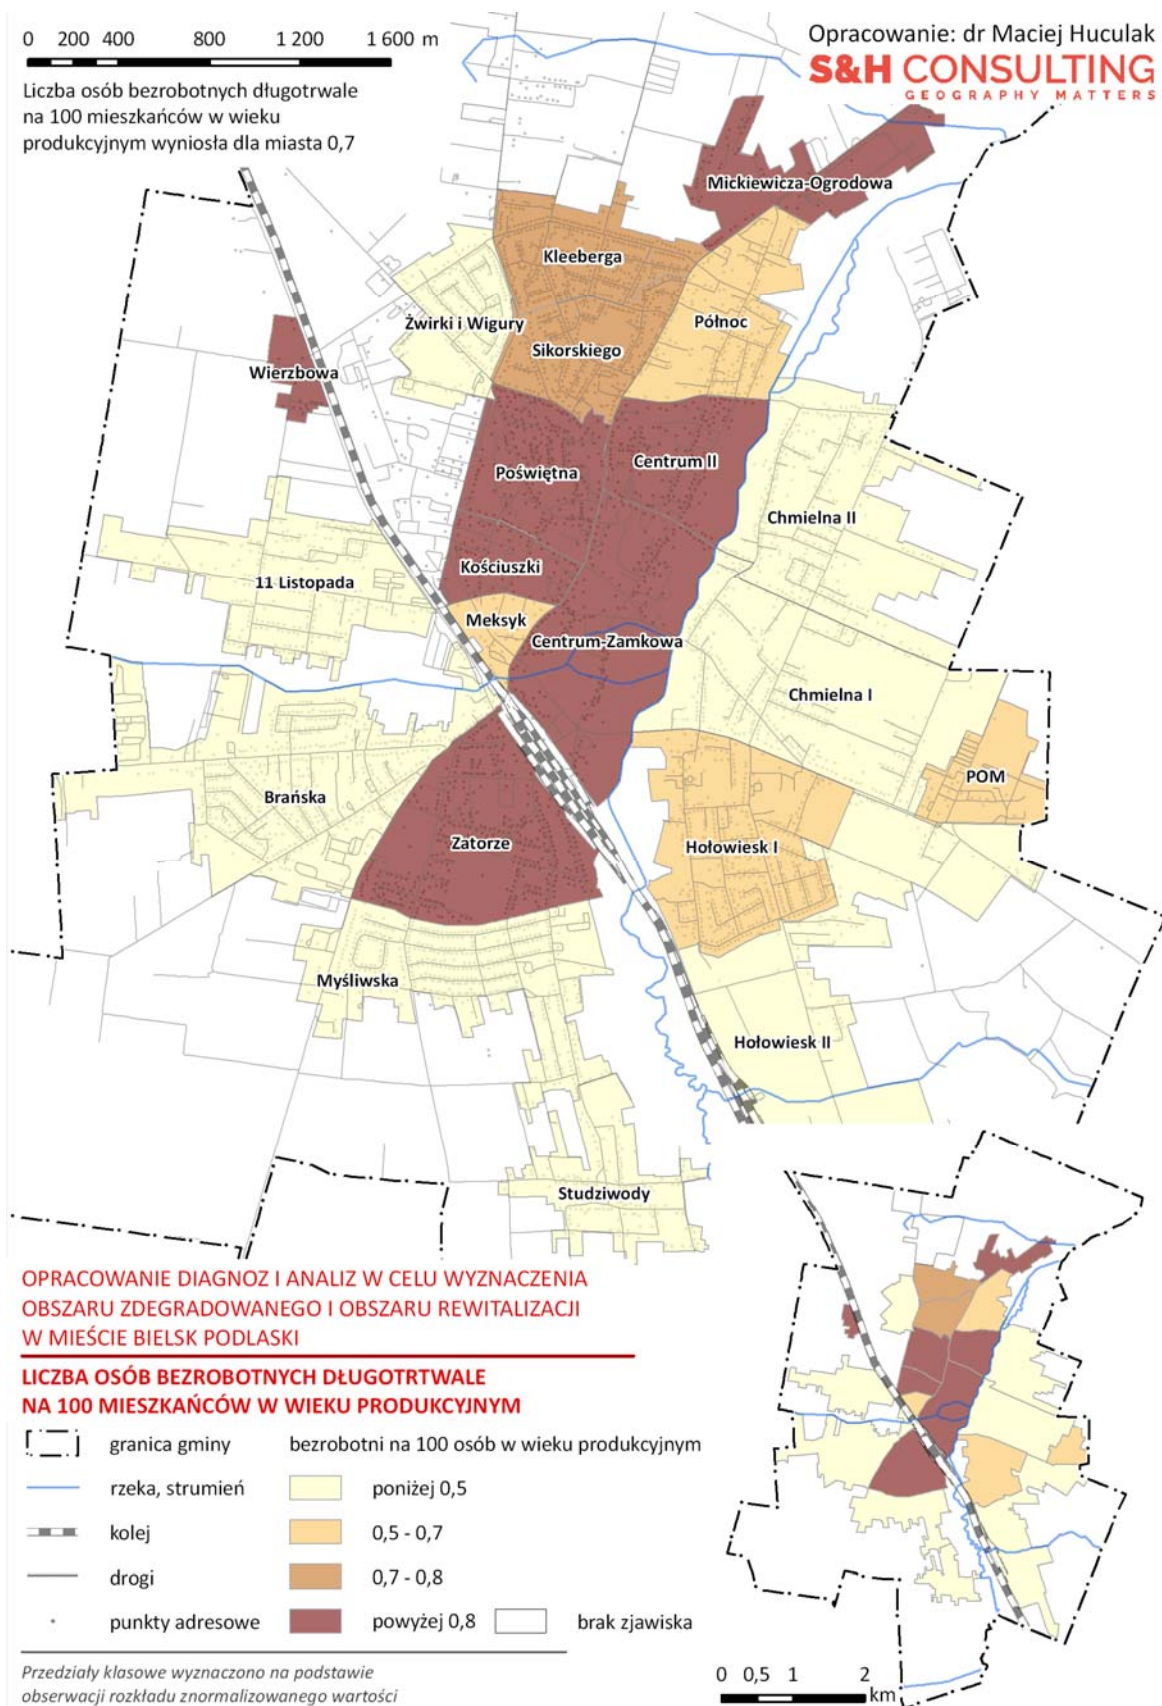 0 200 400 800 1 200 1 600 m
Liczba osób bezrobotnych długotrwale
na 100 mieszkańców w wieku
produkcyjnym wyniosła dla miasta 0,7
Opracowanie: dr Maciej Huculak
S&H CONSULTING
GEOGRAPHY MATTERS
Mickiewicza-Ogrodowa
Kleeberga
Żwirki i Wigury
Północ
Sikorskiego
Wierzbowa
Centrum II
Poświętna
Chmielna II
Kościuszki
11 Listopada
Meksyk
Centrum-Zamkowa
Chmielna I
POM
Brańska
Zatorze
Hołowiesk I
Myśliwska
Hołowiesk II
Studziwody
OPRACOWANIE DIAGNOZ I ANALIZ W CELU WYZNACZENIA
OBSZARU ZDEGRADOWANEGO I OBSZARU REWITALIZACJI
W MIEŚCIE BIELSK PODLASKI
LICZBA OSÓB BEZROBOTNYCH DŁUGOTRTWALE
NA 100 MIESZKAŃCÓW W WIEKU PRODUKCYJNYM
granica gminy
bezrobotni na 100 osób w wieku produkcyjnym
rzeka, strumień
poniżej 0,5
kolej
0,5 - 0,7
drogi
0,7 - 0,8
punkty adresowe
powyżej 0,8
brak zjawiska
Przedziały klasowe wyznaczono na podstawie
obserwacji rozkładu znormalizowanego wartości
0 0,5 1 2
km